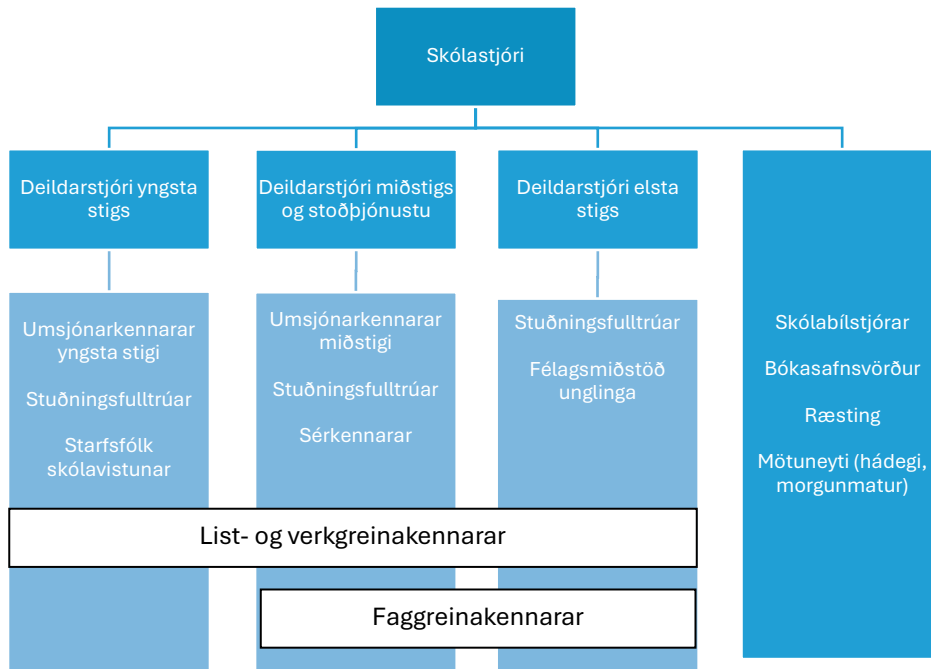 Skólastjóri
Deildarstjóri yngsta
stigs
Deildarstjóri miðstigs
og stoðþjónustu
Deildarstjóri elsta
stigs
Umsjónarkennarar
yngsta stigi
Stuðningsfulltrúar
Starfsfólk
skólavistunar
Umsjónarkennarar
miðstigi
Stuðningsfulltrúar
Sérkennarar
Stuðningsfulltrúar
Félagsmiðstöð
unglinga
Skólabílstjórar
Bókasafnsvörður
Ræsting
Mötuneyti (hádegi,
morgunmatur)
List- og verkgreinakennarar
Faggreinakennarar